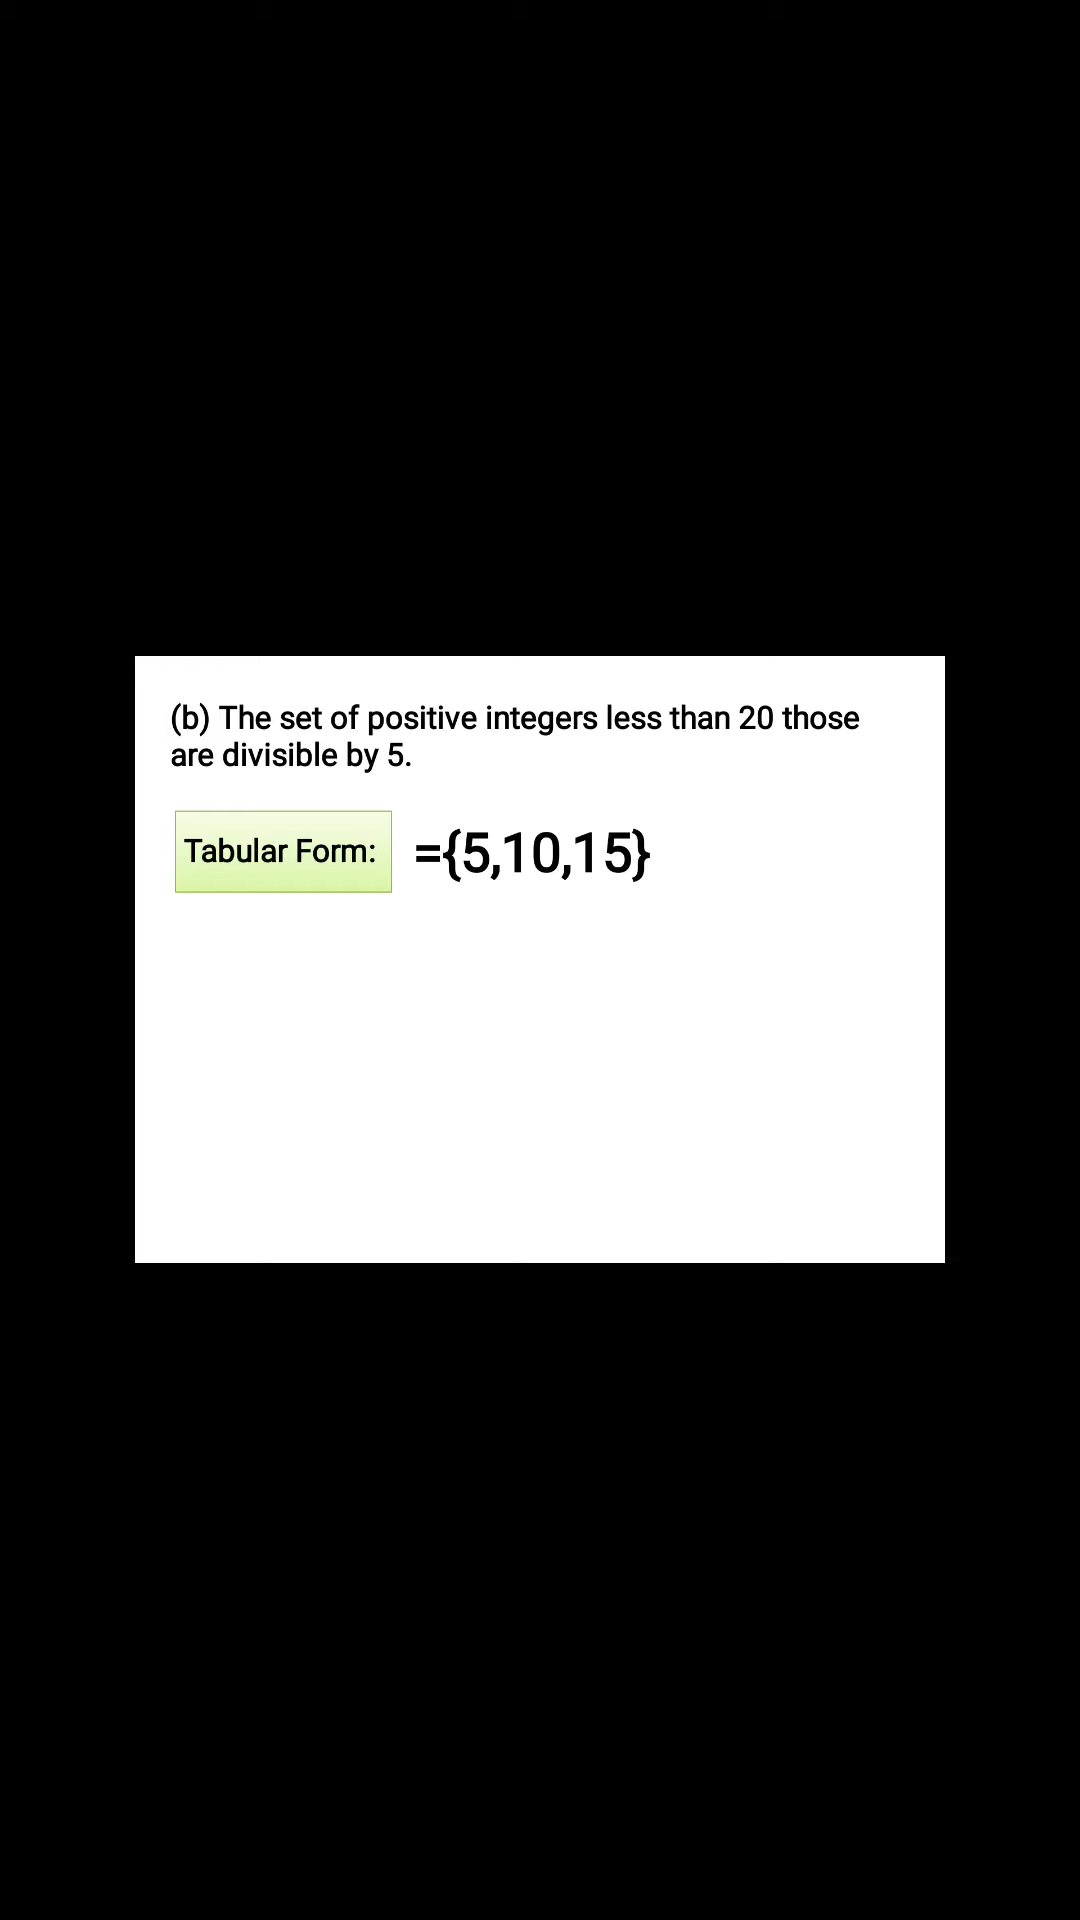 (b) The set of positive integers less than 20 those
are divisible by 5.
Tabular Form: ={5,10,15}